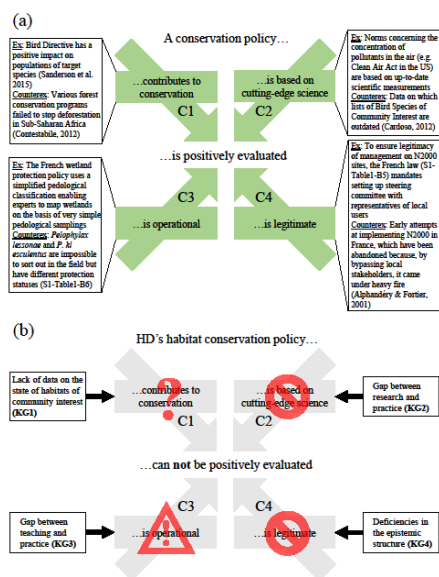 (a)
A conservation policy…
Ex: Bird Directive has a
positive impact on
populations of target
species (Sanderson et al.
2015)
Counterex: Various forest
conservation programs
failed to stop deforestation
in Sub-Saharan Africa
(Contestabile, 2012)
…contributes to
conservation
C1
…is based on
cutting-edge science
C2
Ex: Norms concerning the
concentration of
pollutants in the air (e.g.
Clean Air Act in the US)
are based on up-to-date
scientific measurements
Counterex: Data on which
lists of Bird Species of
Community Interest are
outdated (Cardoso, 2012)
…is positively evaluated
Ex: The French wetland
protection policy uses a
simplified pedological
classification enabling
experts to map wetlands
on the basis of very simple
pedological samplings
Counterex: Pelophylax
lessonae and P. kl
esculentus are impossible
to sort out in the field but
have different protection
statuses (S1-Table1-B6)
C3
…is operational
C4
…is legitimate
Ex: To ensure legitimacy
of management on N2000
sites, the French law (S1-
Table1-B5) mandates
setting up steering
committee with
representatives of local
users
Counterex: Early attempts
at implementing N2000 in
France, which have been
abandoned because, by
bypassing local
stakeholders, it came
under heavy fire
(Alphandéry & Fortier,
2001)
(b)
HD's habitat conservation policy…
Lack of data on the
state of habitats of
community interest
(KG1)
…contributes to
conservation
?
C1
…is based on
cutting-edge science
C2
Gap between
research and
practice (KG2)
…can not be positively evaluated
Gap between
teaching and
practice (KG3)
C3
…is operational
!
C4
…is legitimate
Deficiencies in the
epistemic structure (KG4)